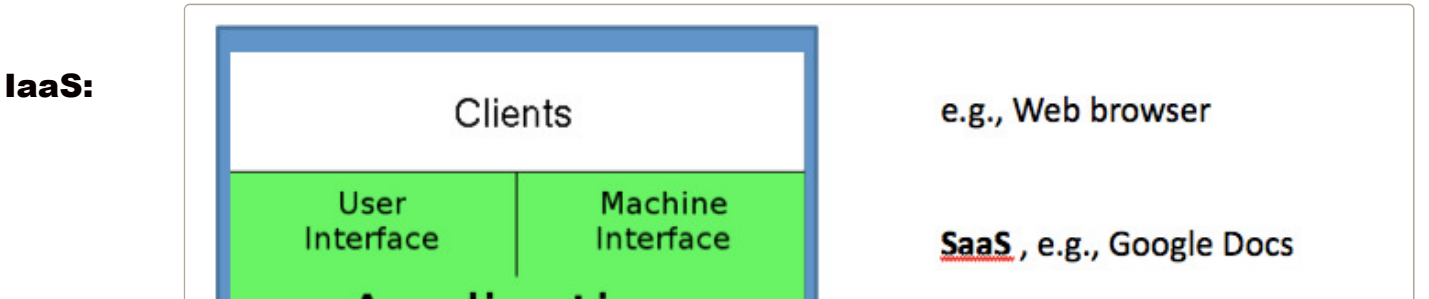 IaaS:
Clients
e.g., Web browser
User
Interface
Machine
Interface
SaaS , e.g., Google Docs